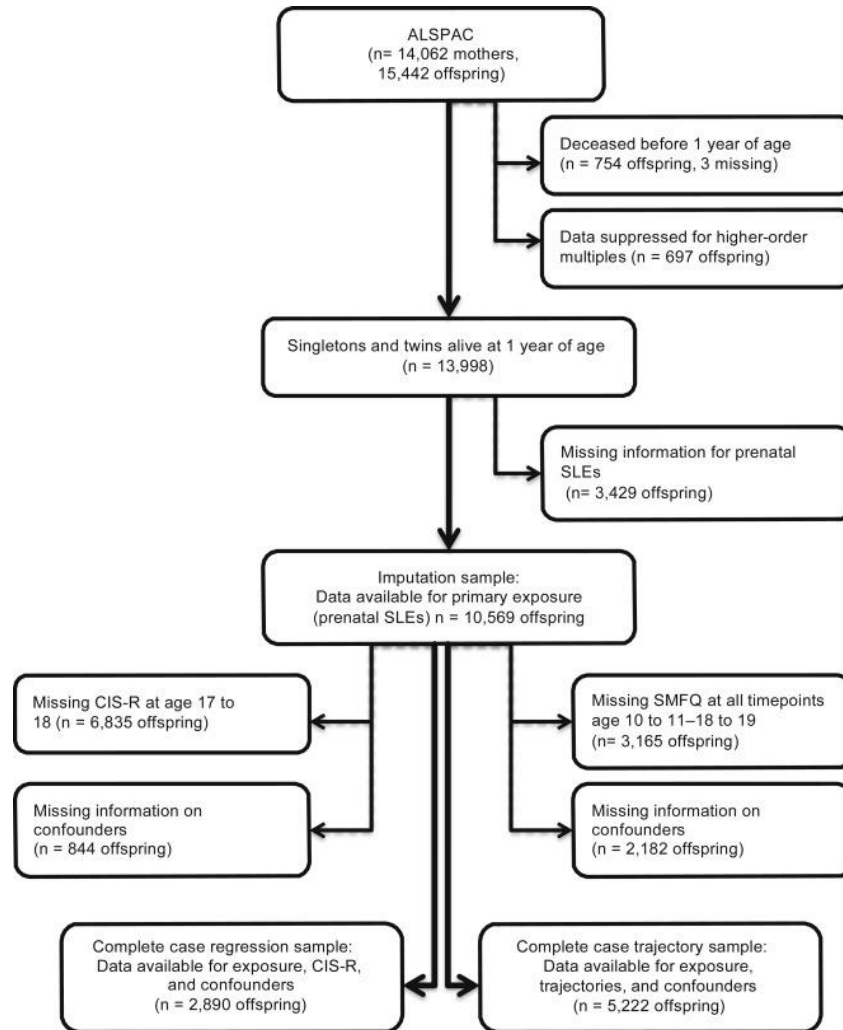 ALSPAC
(n= 14,062 mothers,
15,442 offspring)
Deceased before 1 year of age
(n = 754 offspring, 3 missing)
Data suppressed for higher-order
multiples (n = 697 offspring)
Singletons and twins alive at 1 year of age
(n = 13,998)
Missing information for prenatal
SLEs
(n= 3,429 offspring)
Imputation sample:
Data available for primary exposure
(prenatal SLEs) n = 10,569 offspring
Missing CIS-R at age 17 to
18 (n = 6,835 offspring)
Missing SMFQ at all timepoints
age 10 to 11–18 to 19
(n= 3,165 offspring)
Missing information on
confounders
(n = 844 offspring)
Missing information on
confounders
(n = 2,182 offspring)
Complete case regression sample:
Data available for exposure, CIS-R,
and confounders
(n = 2,890 offspring)
Complete case trajectory sample:
Data available for exposure,
trajectories, and confounders
(n = 5,222 offspring)